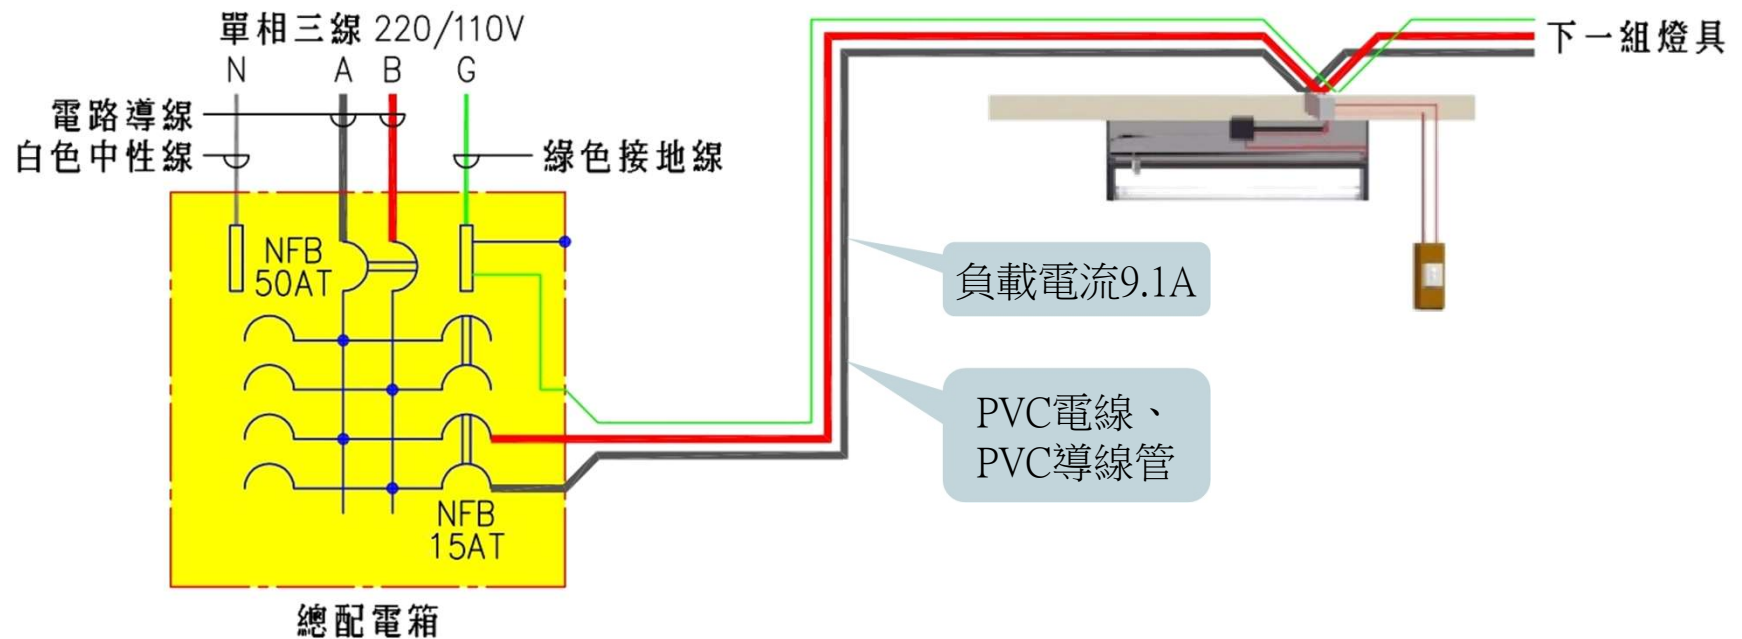 單相三線 220/110V
N A B G
下一組燈具
電路導線
白色中性線
綠色接地線
NFB
50AT
負載電流9.1A
PVC電線、
PVC導線管
NFB
15AT
總配電箱